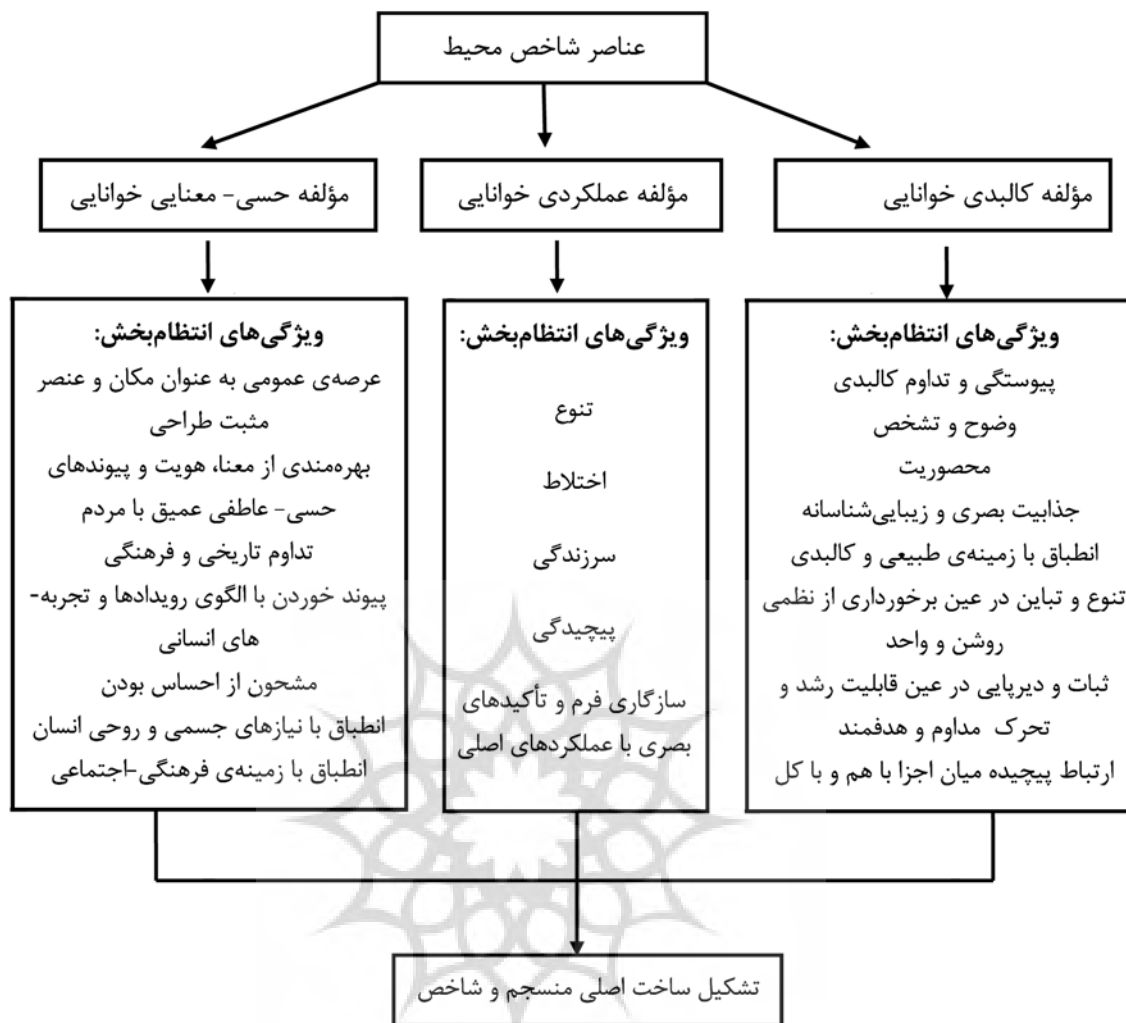 عناصر شاخص محیط
مؤلفه کالبدی خوانایی
مؤلفه عملکردی خوانایی
مؤلفه حسی- معنایی خوانایی
ویژگی‌های انتظام‌بخش:
پیوستگی و تداوم کالبدی
وضوح و تشخص
محصوریت
جذابیت بصری و زیبایی‌شناسانه
انطباق با زمینه‌ی طبیعی و کالبدی
تنوع و تباین در عین برخورداری از نظمی
روشن و واحد
ثبات و دیرپایی در عین قابلیت رشد و
تحرک مداوم و هدفمند
ارتباط پیچیده میان اجزا با هم و با کل
ویژگی‌های انتظام‌بخش:
تنوع
اختلاط
سرزندگی
پیچیدگی
سازگاری فرم و تأکیدهای
بصری با عملکردهای اصلی
ویژگی‌های انتظام‌بخش:
عرصه‌ی عمومی به عنوان مکان و عنصر
مثبت طراحی
بهره‌مندی از معنا، هویت و پیوندهای
حسی- عاطفی عمیق با مردم
تداوم تاریخی و فرهنگی
پیوند خوردن با الگوی رویدادها و تجربه-
های انسانی
مشحون از احساس بودن
انطباق با نیازهای جسمی و روحی انسان
انطباق با زمینه‌ی فرهنگی-اجتماعی
تشکیل ساخت اصلی منسجم و شاخص